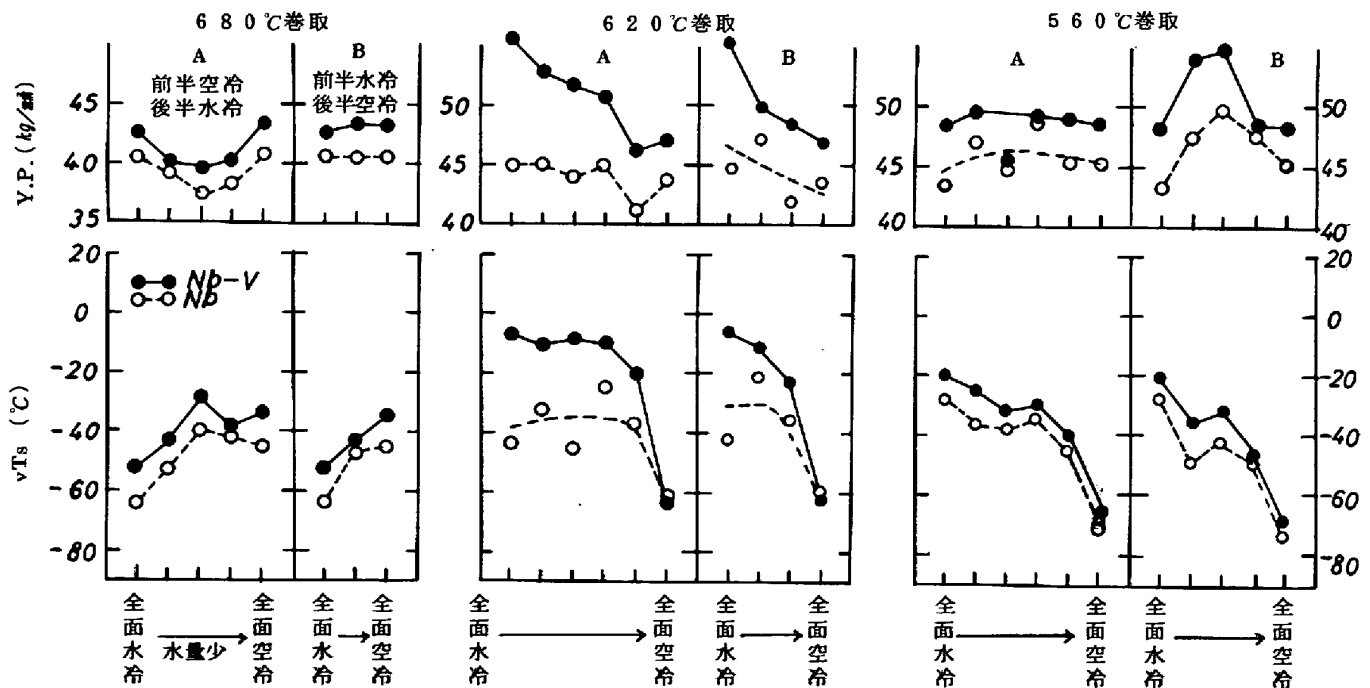 680℃巻取
620℃巻取
560℃巻取
A
前半空冷
後半水冷
B
前半水冷
後半空冷
A
B
A
B
Y.P.(kg/mm²)
45
40
35
50
45
40
50
45
40
50
45
40
vTs (℃)
20
0
-20
-40
-60
-80
Nb-V
Nb
20
0
-20
-40
-60
-80
全面水冷
水量少
全面空冷
全面水冷
全面空冷
全面水冷
全面空冷
全面水冷
全面空冷
全面水冷
全面空冷
全面水冷
全面空冷